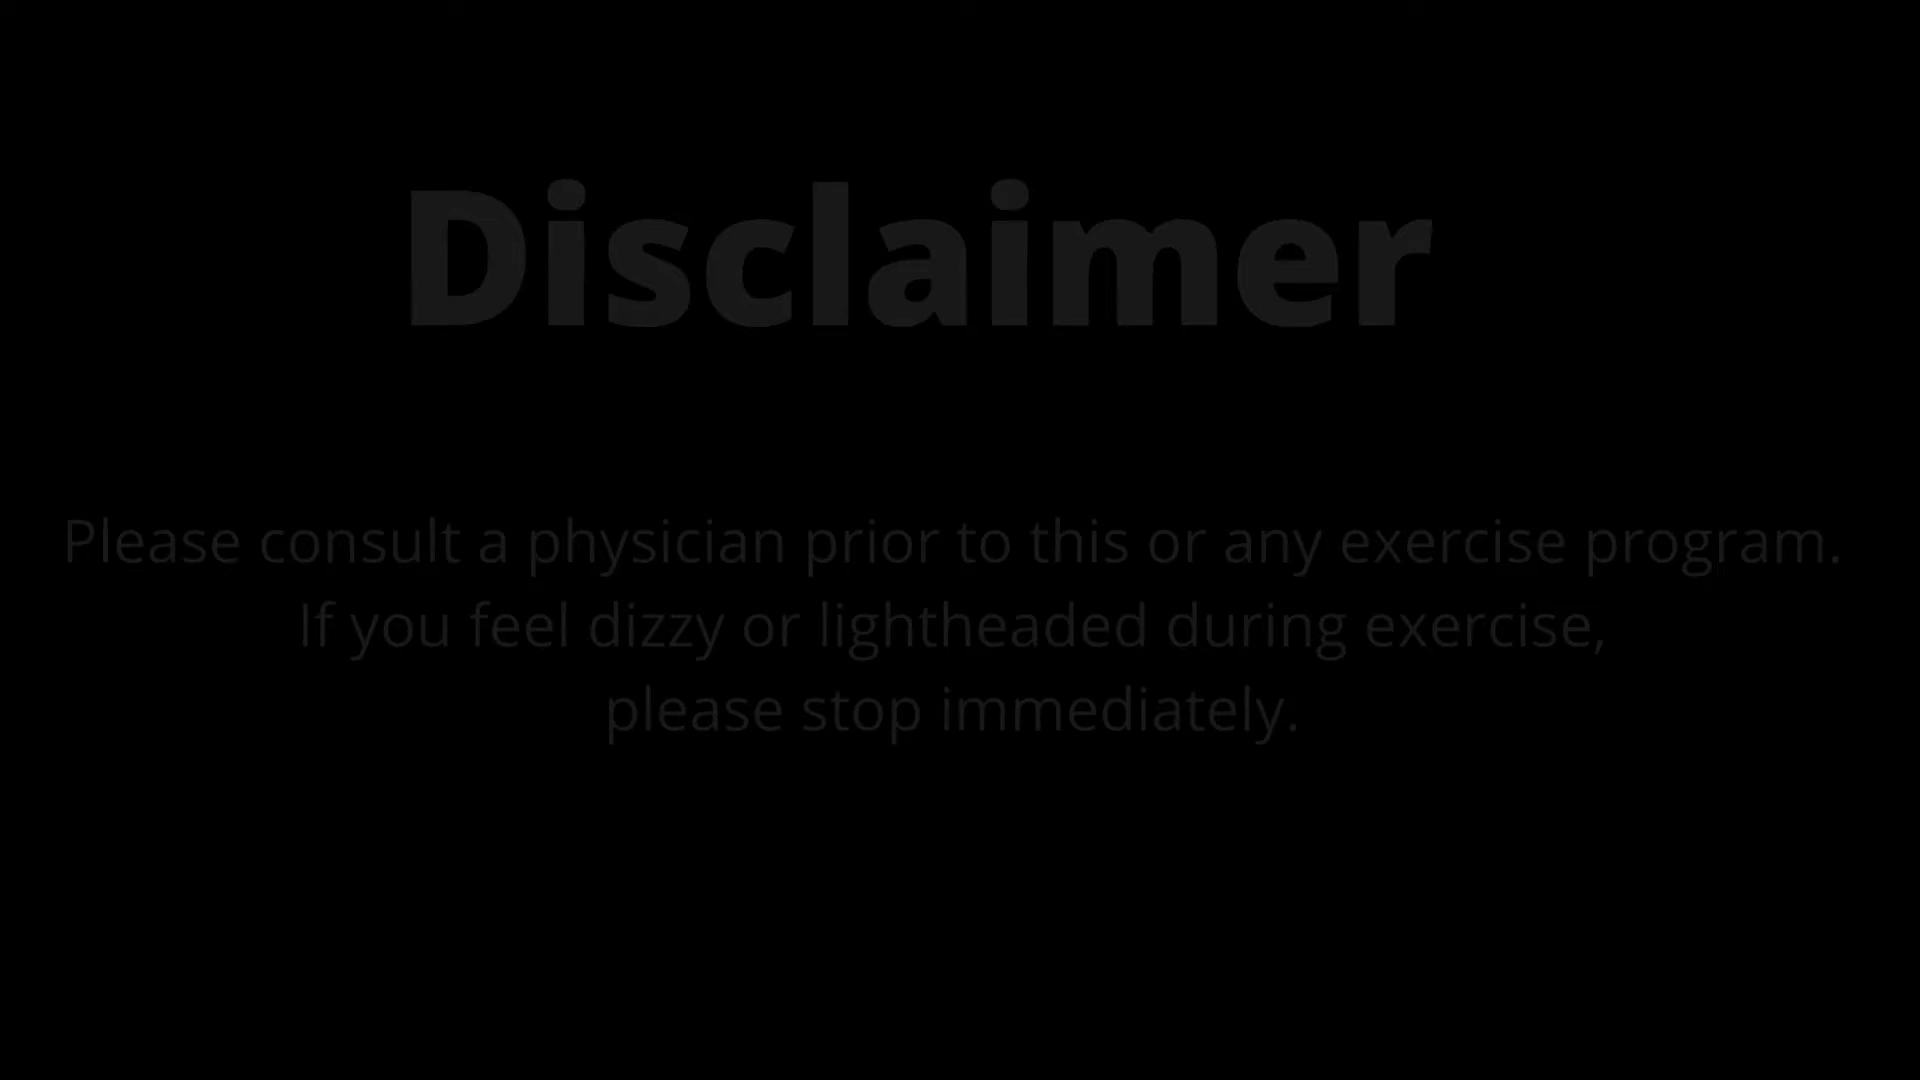 Disclaimer
Please consult a physician prior to this or any exercise program.
If you feel dizzy or lightheaded during exercise,
please stop immediately.